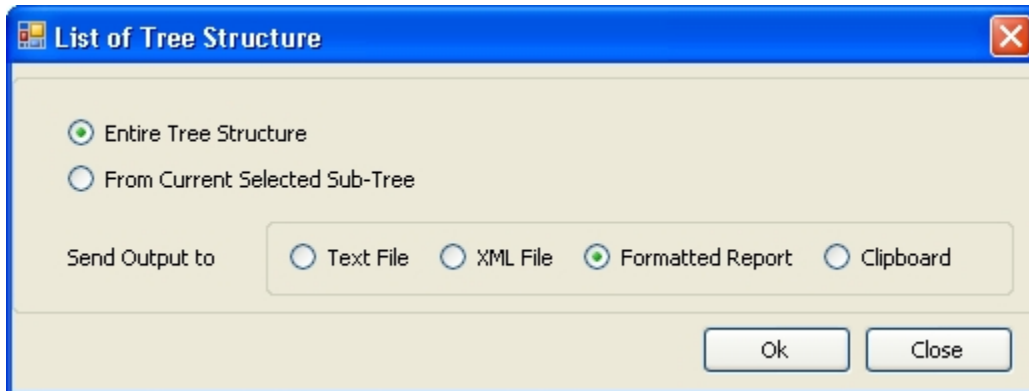 List of Tree Structure
Entire Tree Structure
From Current Selected Sub-Tree
Send Output to Text File XML File Formatted Report Clipboard
Ok Close